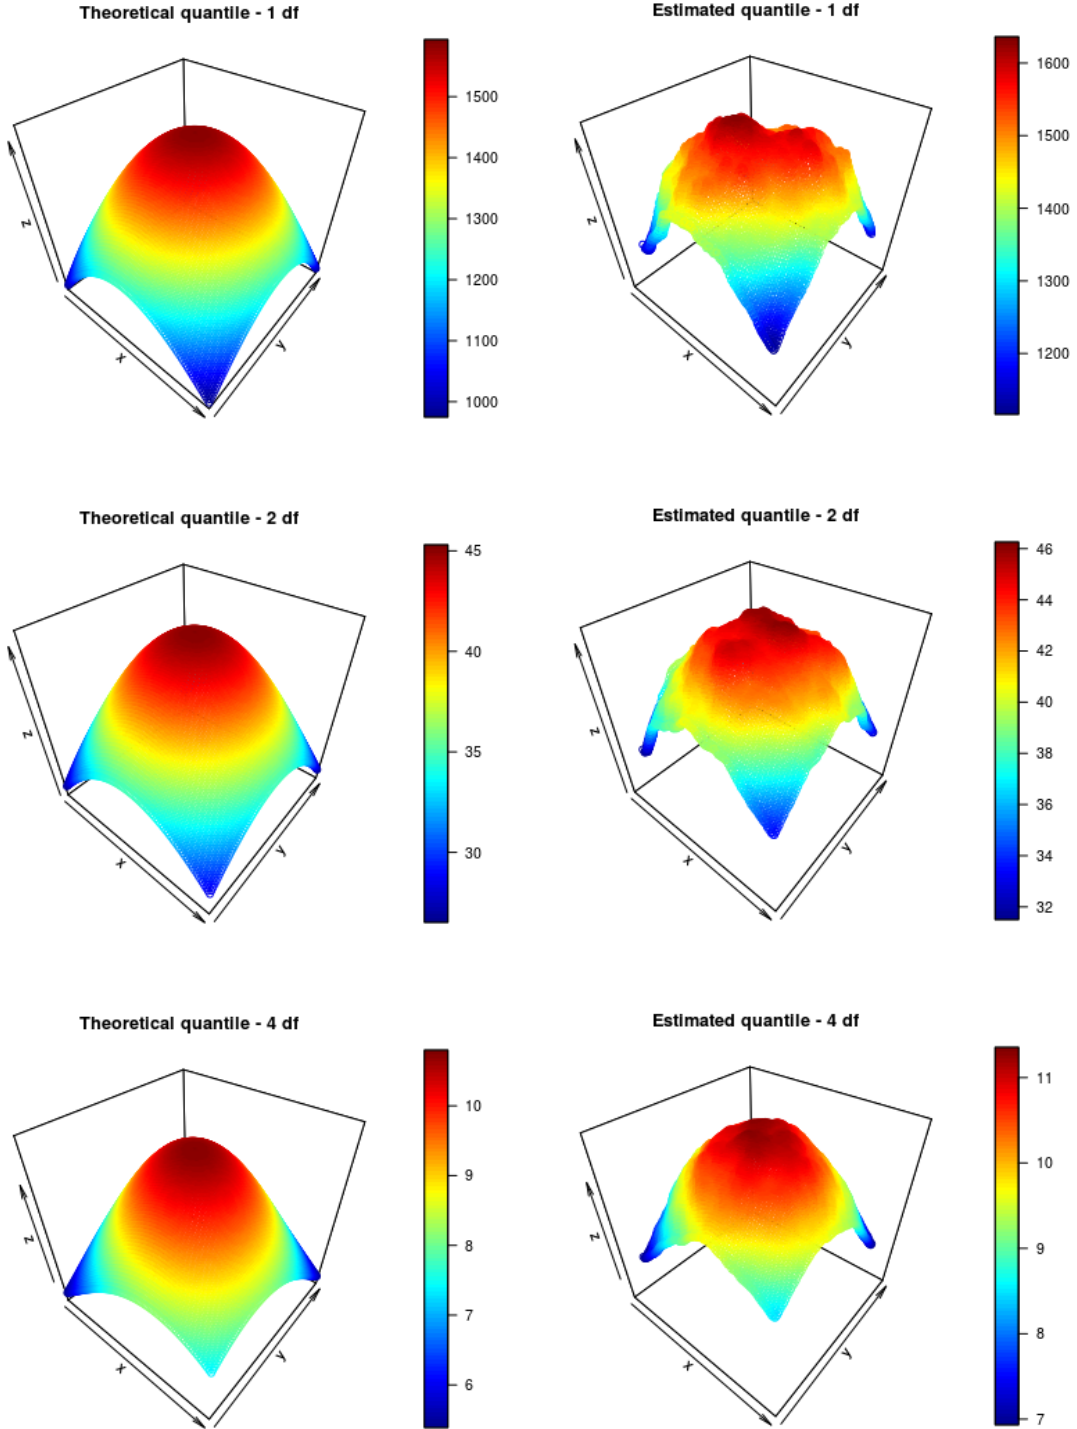 Theoretical quantile - 1 df
Estimated quantile - 1 df
z
x
y
1500
1400
1300
1200
1100
1000
z
x
y
1600
1500
1400
1300
1200
Theoretical quantile - 2 df
Estimated quantile - 2 df
z
x
y
45
40
35
30
z
x
y
46
44
42
40
38
36
34
32
Theoretical quantile - 4 df
Estimated quantile - 4 df
z
x
y
10
9
8
7
6
z
x
y
11
10
9
8
7